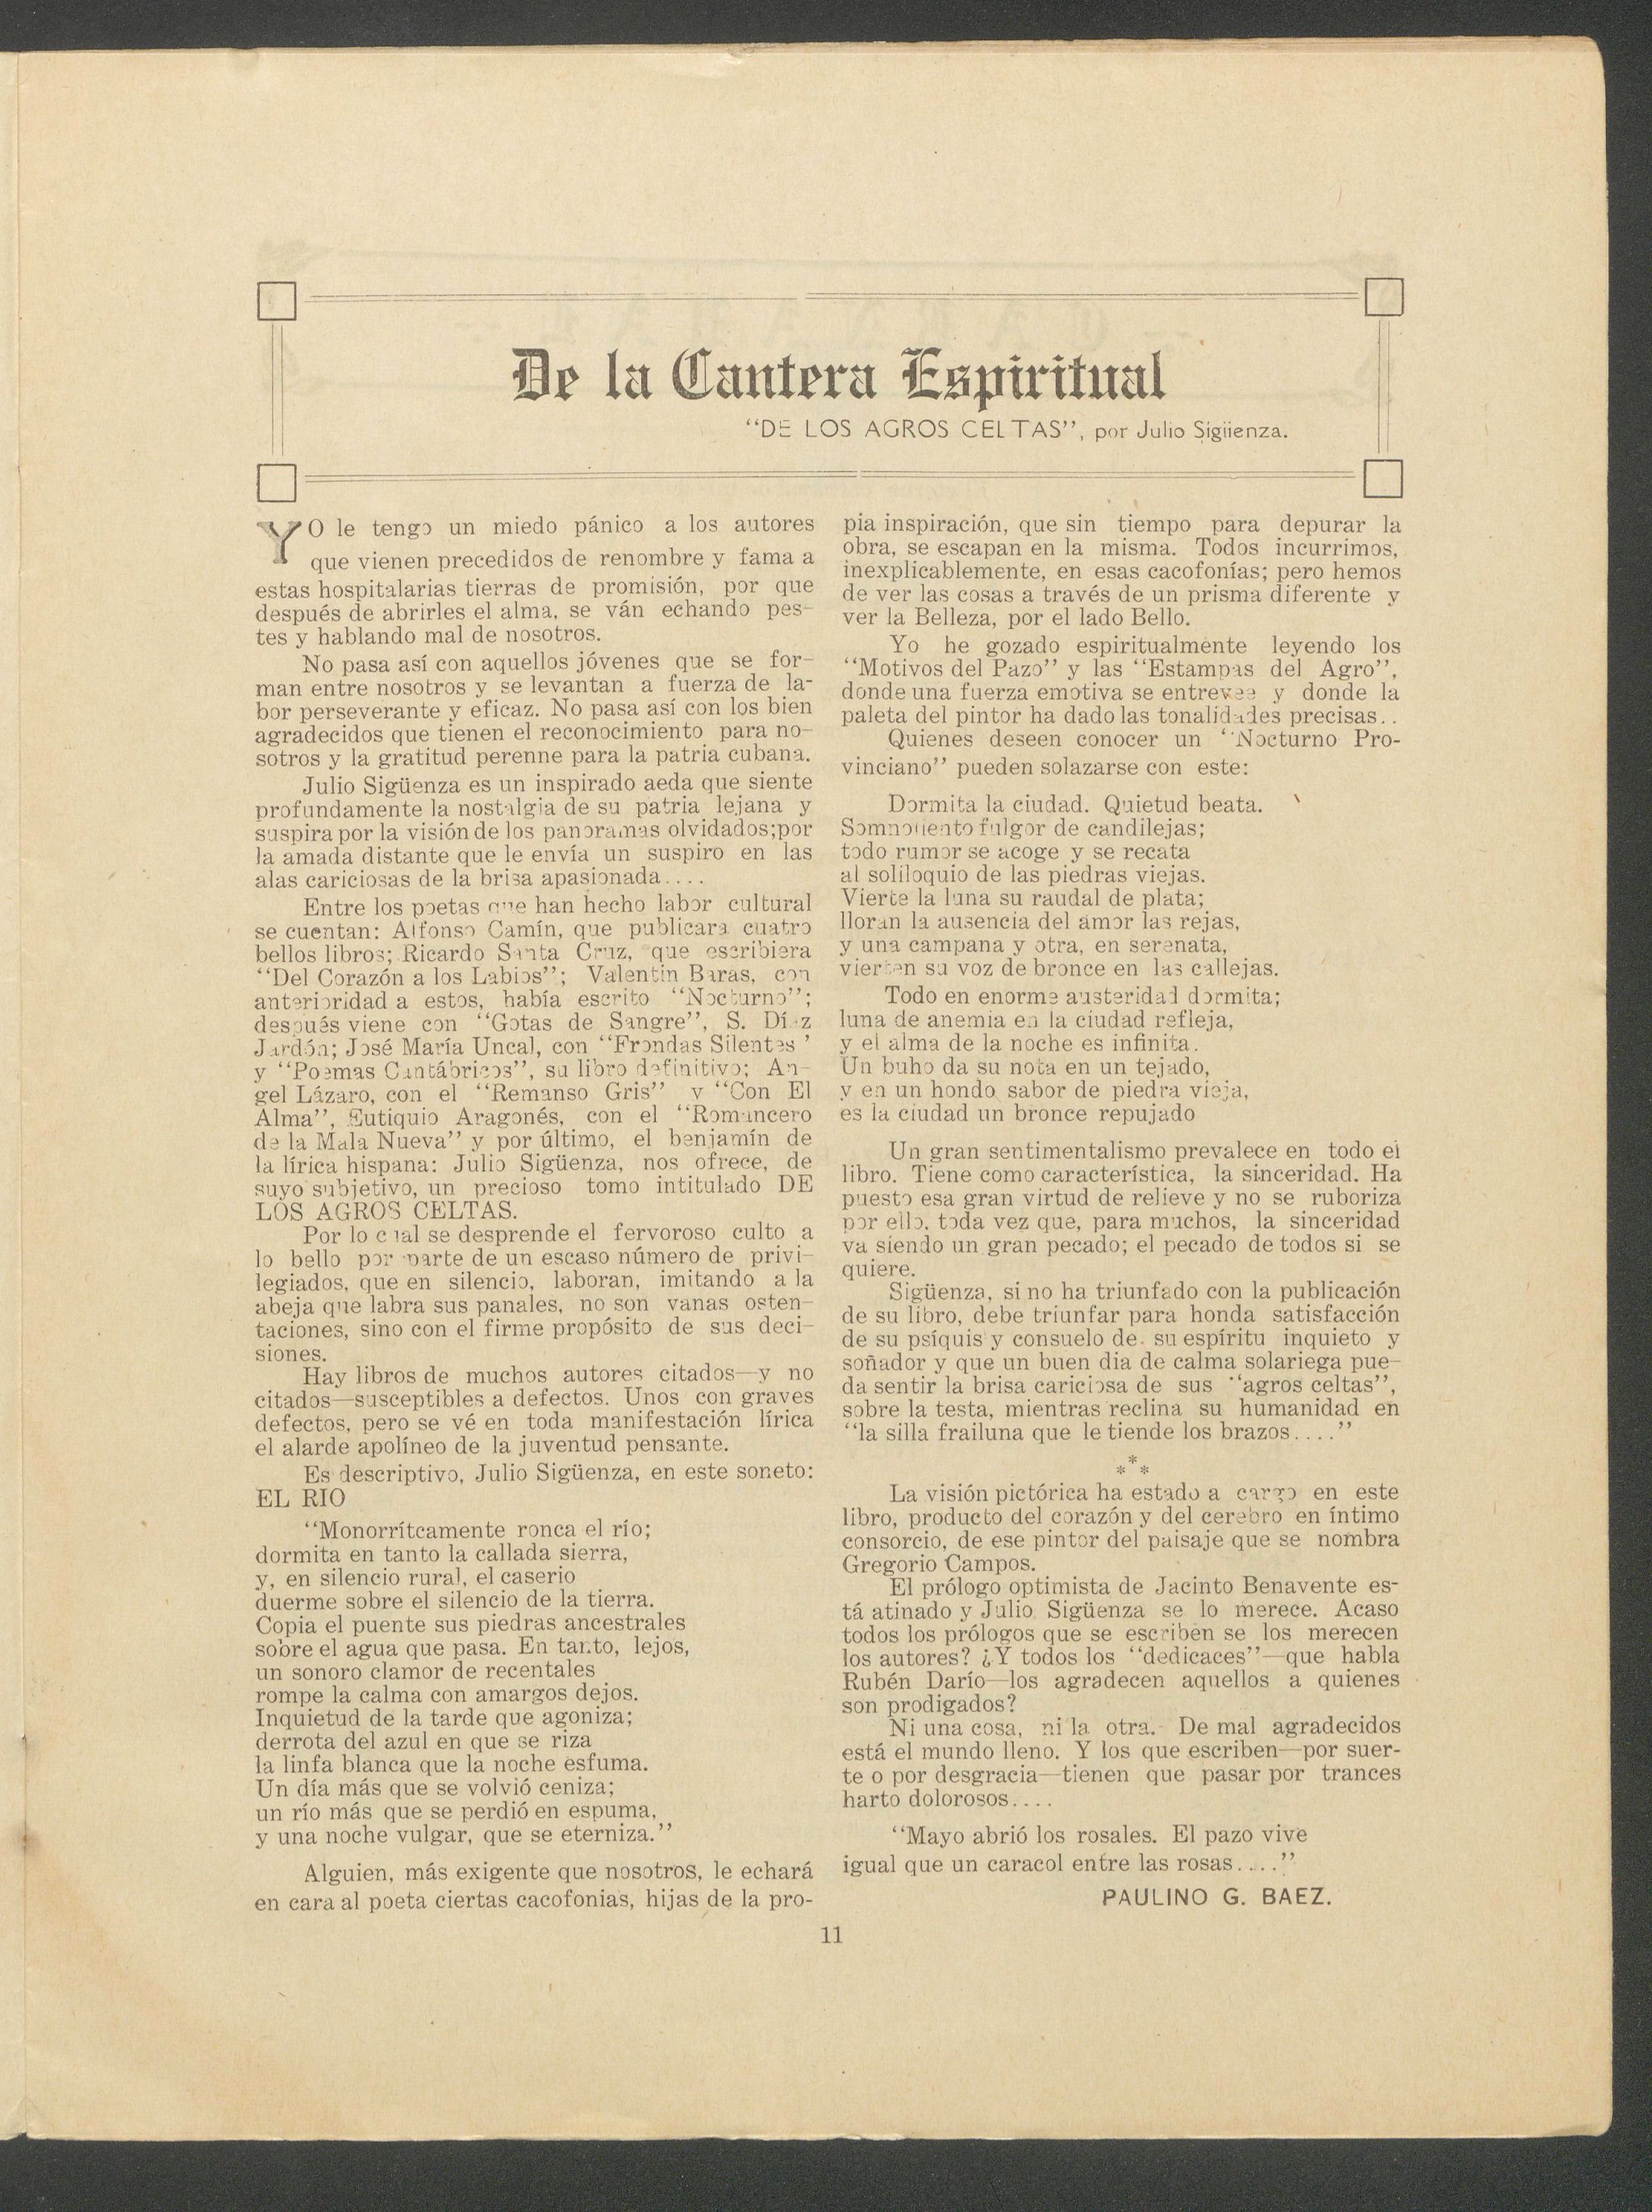 De la Cantera Espiritual
"DE LOS AGROS CELTAS", por Julio Sigüenza.
YO le tengo un miedo pánico a los autores
que vienen precedidos de renombre y fama a
estas hospitalarias tierras de promisión, por que
después de abrirles el alma, se ván echando pes-
tes y hablando mal de nosotros.
No pasa así con aquellos jóvenes que se for-
man entre nosotros y se levantan a fuerza de la-
bor perseverante y eficaz. No pasa así con los bien
agradecidos que tienen el reconocimiento para no-
sotros y la gratitud perenne para la patria cubana.
Julio Sigüenza es un inspirado aeda que siente
profundamente la nostalgia de su patria lejana y
suspira por la visión de los panoramas olvidados;por
la amada distante que le envía un suspiro en las
alas cariciosas de la brisa apasionada....
Entre los poetas que han hecho labor cultural
se cuentan: Alfonso Camín, que publicara cuatro
bellos libros; Ricardo Santa Cruz, que escribiera
"Del Corazón a los Labios"; Valentin Baras, con
anterioridad a estos, había escrito "Nocturno";
después viene con "Gotas de Sangre", S. Díaz
Jardón; José María Uncal, con "Frondas Silentes'
y "Poemas Cantábricos", su libro definitivo; An-
gel Lázaro, con el "Remanso Gris" y "Con El
Alma", Eutiquio Aragonés, con el "Romancero
de la Mala Nueva" y por último, el benjamín de
la lírica hispana: Julio Sigüenza, nos ofrece, de
suyo subjetivo, un precioso tomo intitulado DE
LOS AGROS CELTAS.
Por lo cual se desprende el fervoroso culto a
lo bello por parte de un escaso número de privi-
legiados, que en silencio, laboran, imitando a la
abeja que labra sus panales, no son vanas osten-
taciones, sino con el firme propósito de sus deci-
siones.
Hay libros de muchos autores citados—y no
citados—susceptibles a defectos. Unos con graves
defectos, pero se vé en toda manifestación lírica
el alarde apolíneo de la juventud pensante.
Es descriptivo, Julio Sigüenza, en este soneto:
EL RIO
"Monorrítcamente ronca el río;
dormita en tanto la callada sierra,
y, en silencio rural, el caserio
duerme sobre el silencio de la tierra.
Copia el puente sus piedras ancestrales
sobre el agua que pasa. En tanto, lejos,
un sonoro clamor de recentales
rompe la calma con amargos dejos.
Inquietud de la tarde que agoniza;
derrota del azul en que se riza
la linfa blanca que la noche esfuma.
Un día más que se volvió ceniza;
un río más que se perdió en espuma,
y una noche vulgar, que se eterniza."
Alguien, más exigente que nosotros, le echará
en cara al poeta ciertas cacofonias, hijas de la pro-
pia inspiración, que sin tiempo para depurar la
obra, se escapan en la misma. Todos incurrimos,
inexplicablemente, en esas cacofonías; pero hemos
de ver las cosas a través de un prisma diferente y
ver la Belleza, por el lado Bello.
Yo he gozado espiritualmente leyendo los
"Motivos del Pazo" y las "Estampas del Agro",
donde una fuerza emotiva se entrevee y donde la
paleta del pintor ha dado las tonalidades precisas..
Quienes deseen conocer un "Nocturno Pro-
vinciano" pueden solazarse con este:
Dormita la ciudad. Quietud beata.
Somnoliento fulgor de candilejas;
todo rumor se acoge y se recata
al soliloquio de las piedras viejas.
Vierte la luna su raudal de plata;
lloran la ausencia del amor las rejas,
y una campana y otra, en serenata,
vierten su voz de bronce en las callejas.
Todo en enorme austeridad dormita;
luna de anemia en la ciudad refleja,
y el alma de la noche es infinita.
Un buho da su nota en un tejado,
y en un hondo sabor de piedra vieja,
es la ciudad un bronce repujado
Un gran sentimentalismo prevalece en todo el
libro. Tiene como característica, la sinceridad. Ha
puesto esa gran virtud de relieve y no se ruboriza
por ello. toda vez que, para muchos, la sinceridad
va siendo un gran pecado; el pecado de todos si se
quiere.
Sigüenza, si no ha triunfado con la publicación
de su libro, debe triunfar para honda satisfacción
de su psíquis y consuelo de su espíritu inquieto y
soñador y que un buen dia de calma solariega pue-
da sentir la brisa cariciosa de sus "agros celtas",
sobre la testa, mientras reclina su humanidad en
"la silla frailuna que le tiende los brazos...."
***
La visión pictórica ha estado a cargo en este
libro, producto del corazón y del cerebro en íntimo
consorcio, de ese pintor del paisaje que se nombra
Gregorio Campos.
El prólogo optimista de Jacinto Benavente es-
tá atinado y Julio Sigüenza se lo merece. Acaso
todos los prólogos que se escriben se los merecen
los autores? ¿Y todos los "dedicaces"—que habla
Rubén Darío—los agradecen aquellos a quienes
son prodigados?
Ni una cosa, ni la otra. De mal agradecidos
está el mundo lleno. Y los que escriben—por suer-
te o por desgracia—tienen que pasar por trances
harto dolorosos....
"Mayo abrió los rosales. El pazo vive
igual que un caracol entre las rosas...."
PAULINO G. BAEZ.
11